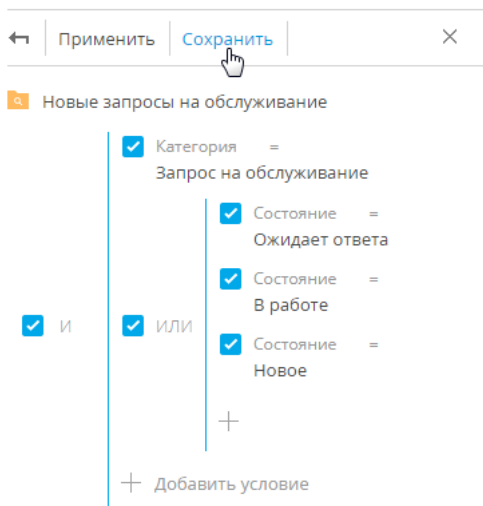 Применить Сохранить
Новые запросы на обслуживание
Категория =
Запрос на обслуживание
Состояние =
Ожидает ответа
Состояние =
В работе
И ИЛИ
Состояние =
Новое
Добавить условие